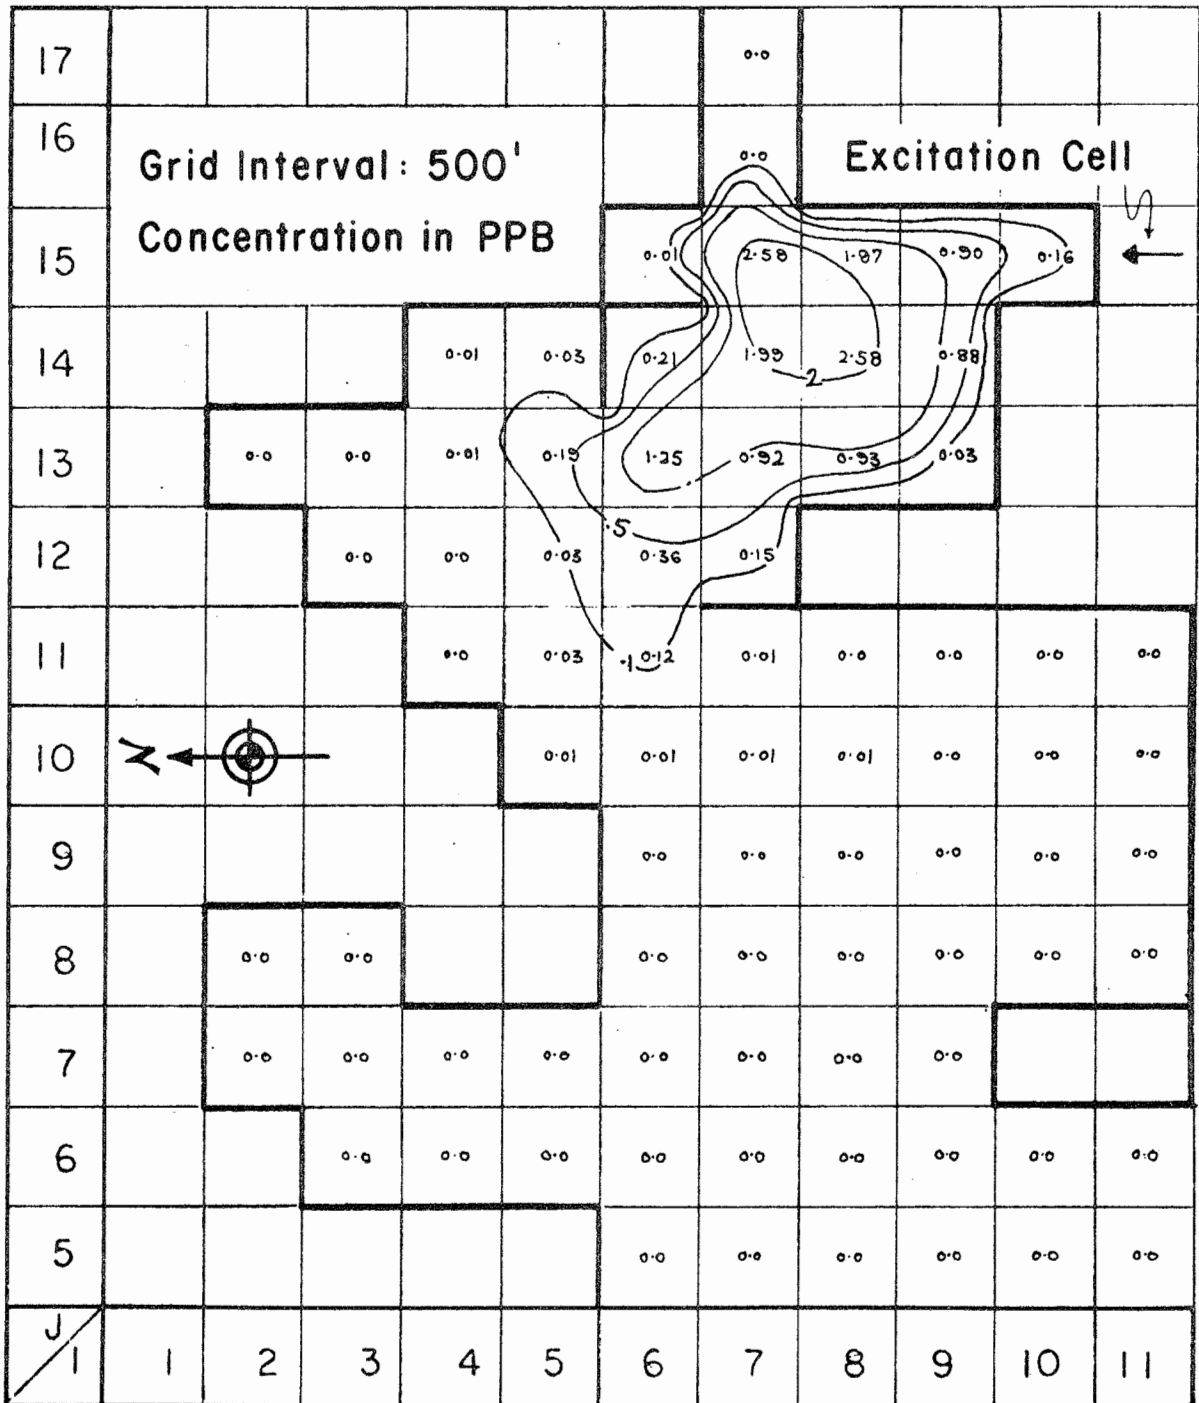 17 0.0
16 Grid Interval: 500' 0.0 Excitation Cell
Concentration in PPB
15 0.01 2.58 1.87 0.90 0.16
14 0.01 0.03 0.21 1.99 2.58 0.88
2
13 0.0 0.0 0.01 0.19 1.25 0.92 0.93 0.03
.5
12 0.0 0.0 0.03 0.36 0.15
11 0.0 0.03 .1 0.12 0.01 0.0 0.0 0.0 0.0
10 N 0.01 0.01 0.01 0.01 0.0 0.0 0.0
9 0.0 0.0 0.0 0.0 0.0 0.0
8 0.0 0.0 0.0 0.0 0.0 0.0 0.0 0.0
7 0.0 0.0 0.0 0.0 0.0 0.0 0.0 0.0
6 0.0 0.0 0.0 0.0 0.0 0.0 0.0 0.0 0.0
5 0.0 0.0 0.0 0.0 0.0 0.0
J I 1 2 3 4 5 6 7 8 9 10 11